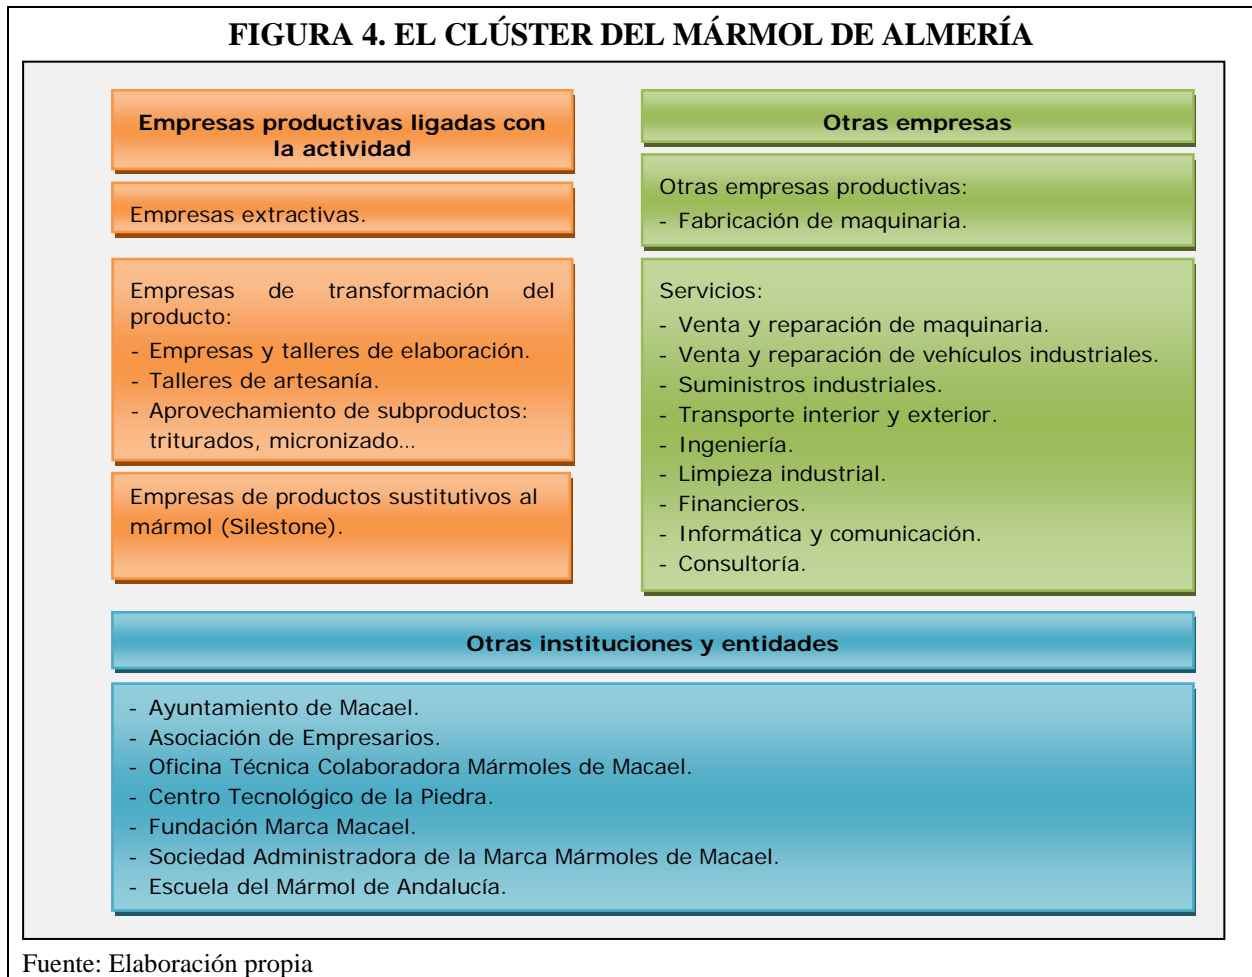 FIGURA 4. EL CLÚSTER DEL MÁRMOL DE ALMERÍA
Empresas productivas ligadas con
la actividad
Empresas extractivas.
Empresas de transformación del
producto:
- Empresas y talleres de elaboración.
- Talleres de artesanía.
- Aprovechamiento de subproductos:
triturados, micronizado...
Empresas de productos sustitutivos al
mármol (Silestone).
Otras empresas
Otras empresas productivas:
- Fabricación de maquinaria.
Servicios:
- Venta y reparación de maquinaria.
- Venta y reparación de vehículos industriales.
- Suministros industriales.
- Transporte interior y exterior.
- Ingeniería.
- Limpieza industrial.
- Financieros.
- Informática y comunicación.
- Consultoría.
Otras instituciones y entidades
- Ayuntamiento de Macael.
- Asociación de Empresarios.
- Oficina Técnica Colaboradora Mármoles de Macael.
- Centro Tecnológico de la Piedra.
- Fundación Marca Macael.
- Sociedad Administradora de la Marca Mármoles de Macael.
- Escuela del Mármol de Andalucía.
Fuente: Elaboración propia